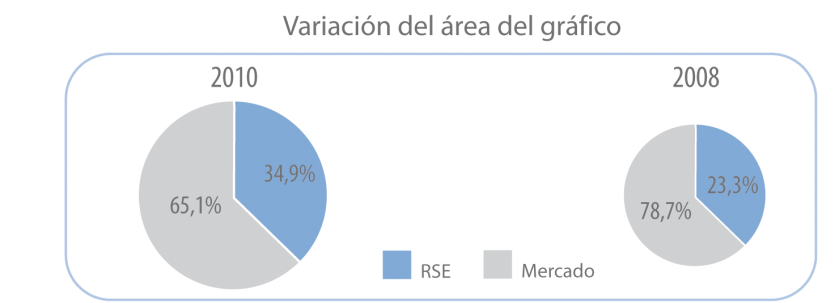 Variación del área del gráfico
2010
2008
34,9%
65,1%
23,3%
78,7%
RSE
Mercado